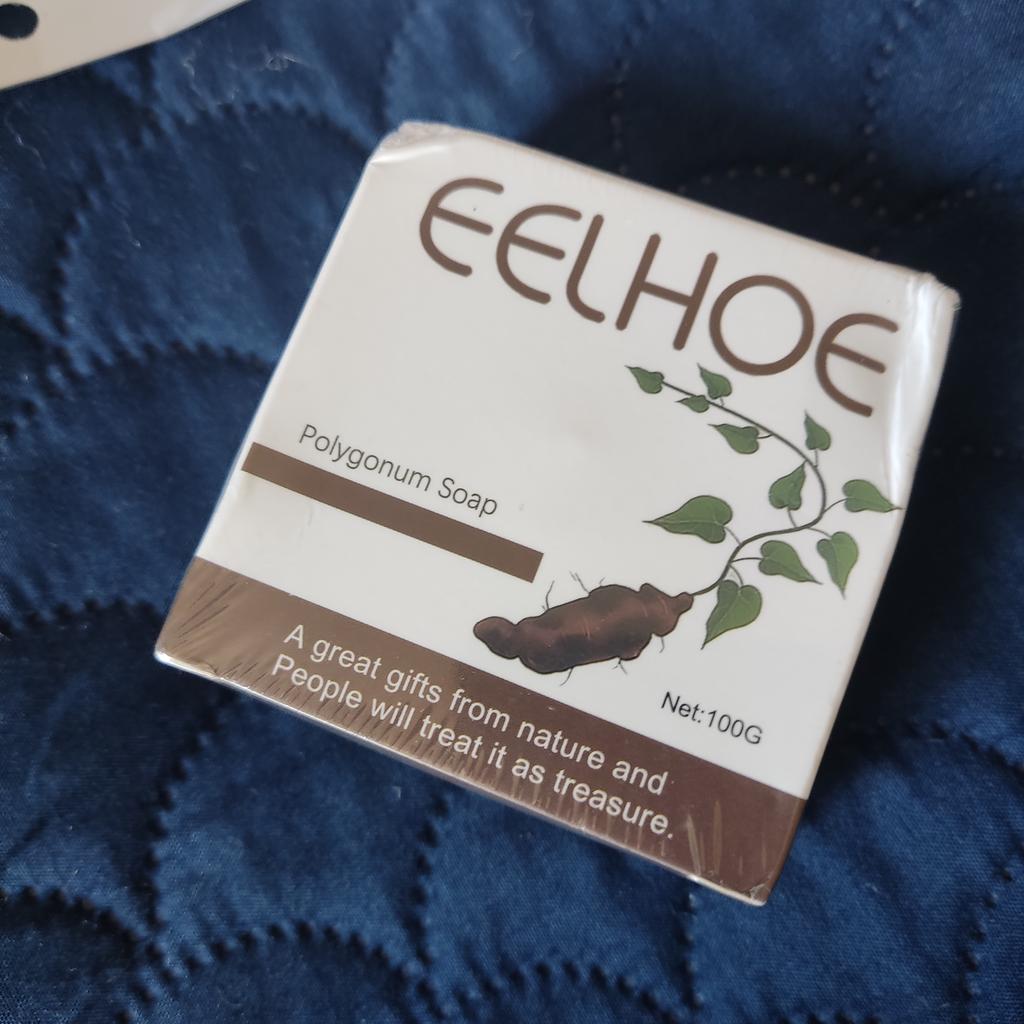 EELHOE
Polygonum Soap
Net:100G
A great gifts from nature and
People will treat it as treasure.